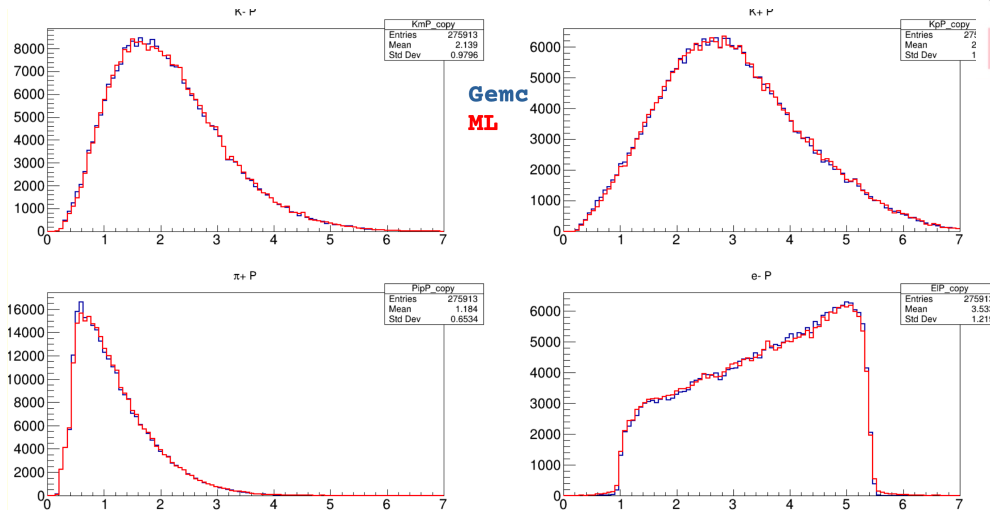 K- P
KmP_copy
Entries 275913
Mean 2.139
Std Dev 0.9796
8000
7000
6000
5000
4000
3000
2000
1000
0
0 1 2 3 4 5 6 7
Gemc
ML
K+ P
KpP_copy
Entries
Mean
Std Dev
6000
5000
4000
3000
2000
1000
0
0 1 2 3 4 5 6 7
π+ P
PipP_copy
Entries 275913
Mean 1.184
Std Dev 0.6534
16000
14000
12000
10000
8000
6000
4000
2000
0
0 1 2 3 4 5 6 7
e- P
ElP_copy
Entries 275913
Mean 3.53
Std Dev 1.21
6000
5000
4000
3000
2000
1000
0
0 1 2 3 4 5 6 7